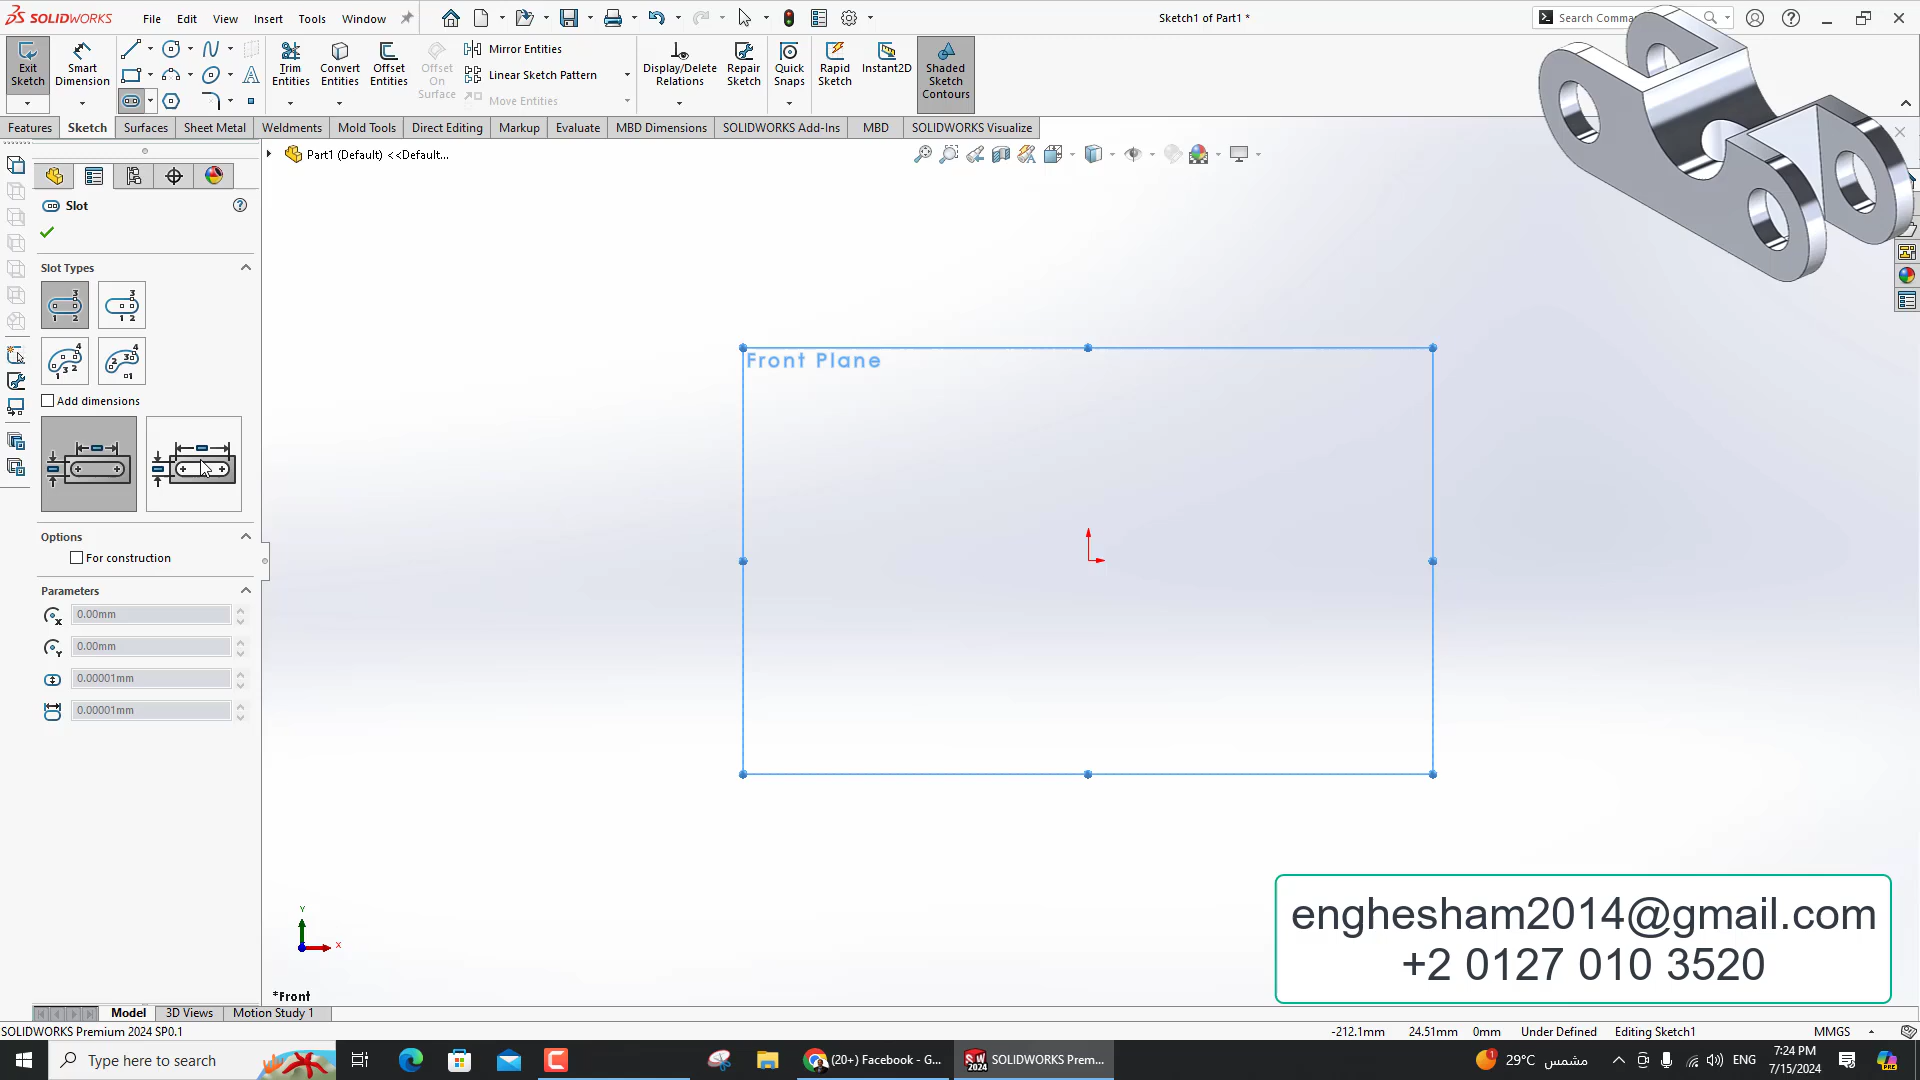 SOLIDWORKS
File
Edit
View
Insert
Tools
Window
Sketch1 of Part1 *
Exit Sketch
Smart Dimension
Trim Entities
Convert Entities
Offset Entities
Offset On Surface
Mirror Entities
Linear Sketch Pattern
Move Entities
Display/Delete Relations
Repair Sketch
Quick Snaps
Rapid Sketch
Instant2D
Shaded Sketch Contours
Features
Sketch
Surfaces
Sheet Metal
Weldments
Mold Tools
Direct Editing
Markup
Evaluate
MBD Dimensions
SOLIDWORKS Add-Ins
MBD
SOLIDWORKS Visualize
Part1 (Default) <<Default...
Slot
Slot Types
Add dimensions
Options
For construction
Parameters
0.00mm
0.00mm
0.00001mm
0.00001mm
Front Plane
Y
X
*Front
enghesham2014@gmail.com
+2 0127 010 3520
Model
3D Views
Motion Study 1
SOLIDWORKS Premium 2024 SP0.1
-212.1mm
24.51mm
0mm
Under Defined
Editing Sketch1
MMGS
Type here to search
(20+) Facebook - G...
SOLIDWORKS Prem...
29°C مشمس
ENG
7:24 PM
7/15/2024